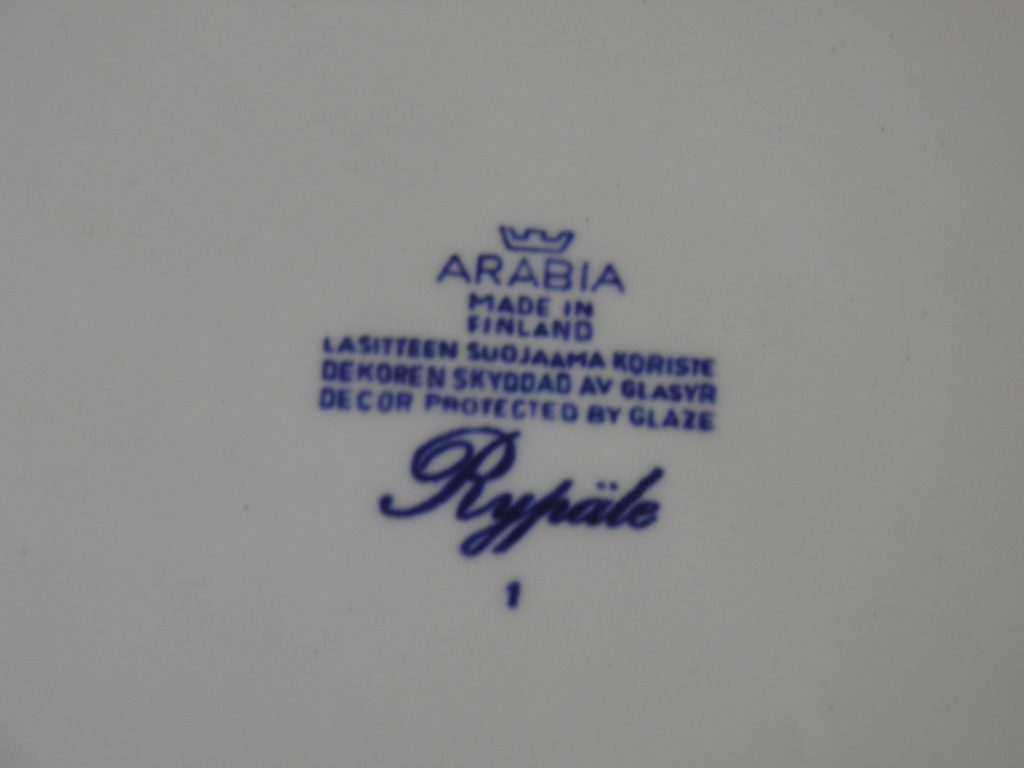 ARABIA
MADE IN
FINLAND
LASITTEEN SUOJAAMA KORISTE
DEKOREN SKYDDAD AV GLASYR
DECOR PROTECTED BY GLAZE
Rypäle
1